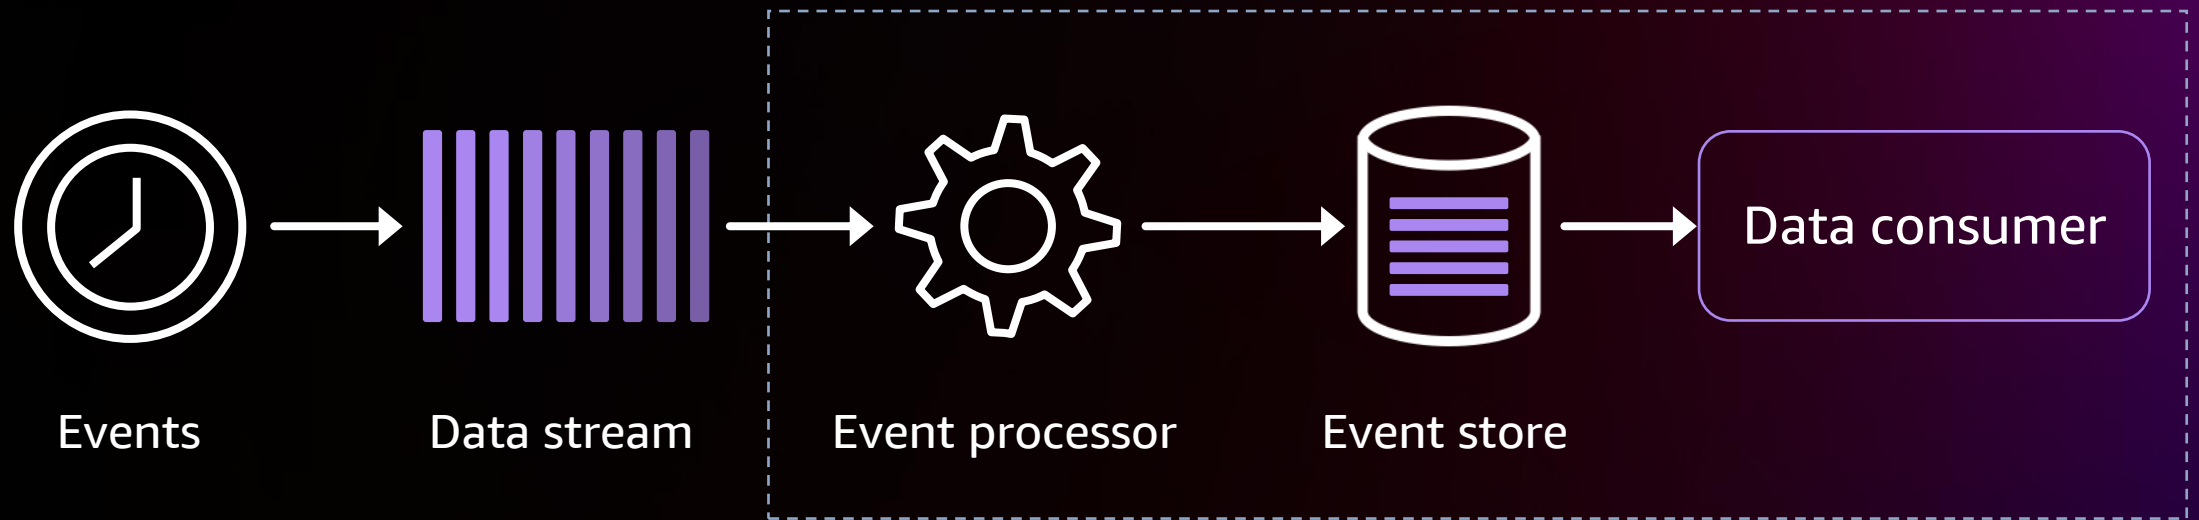 Data consumer
Events
Data stream
Event processor
Event store